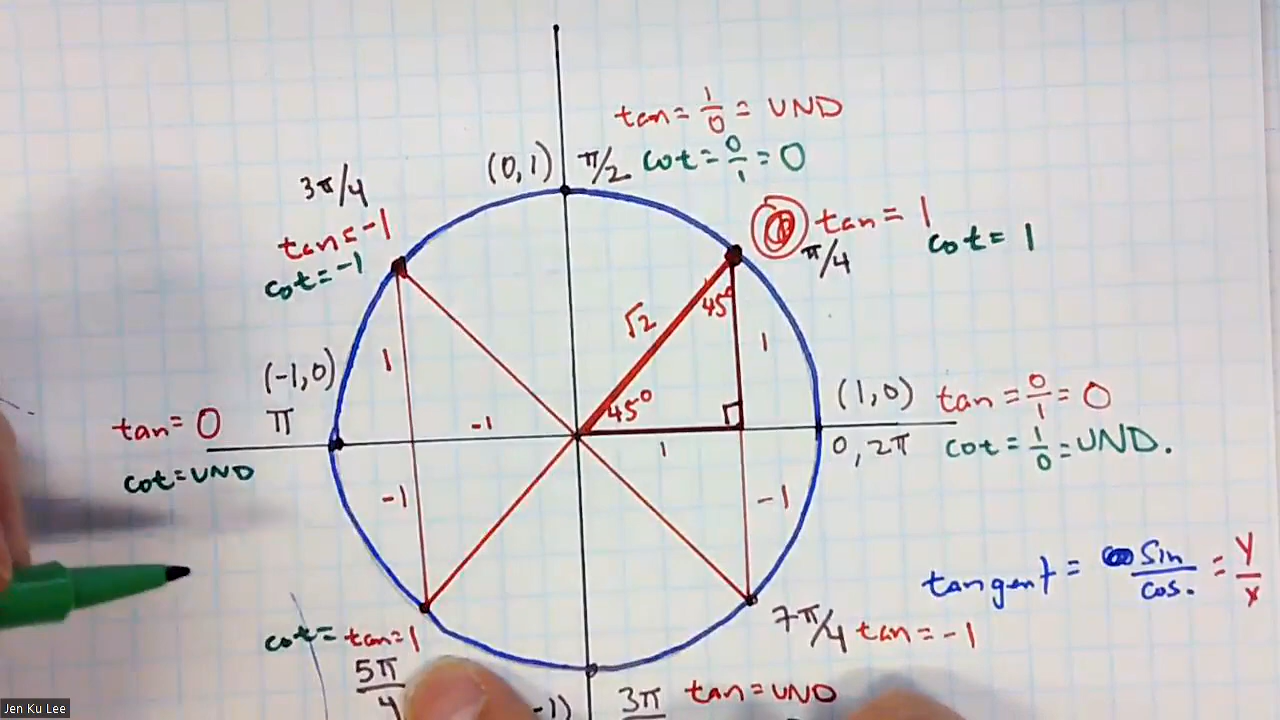 tan = 1/0 = UND
(0,1) π/2 cot = 0/1 = 0
3π/4
tan = -1
cot = -1
tan = 1
π/4 cot = 1
√2
45°
45°
1
1
1
-1
-1
-1
(-1,0)
π
tan = 0
cot = UND
(1,0) tan = 0/1 = 0
0, 2π cot = 1/0 = UND.
tangent = sin/cos. = y/x
7π/4 tan = -1
cot = tan = 1
5π/4
-1)
3π tan = UND
Jen Ku Lee